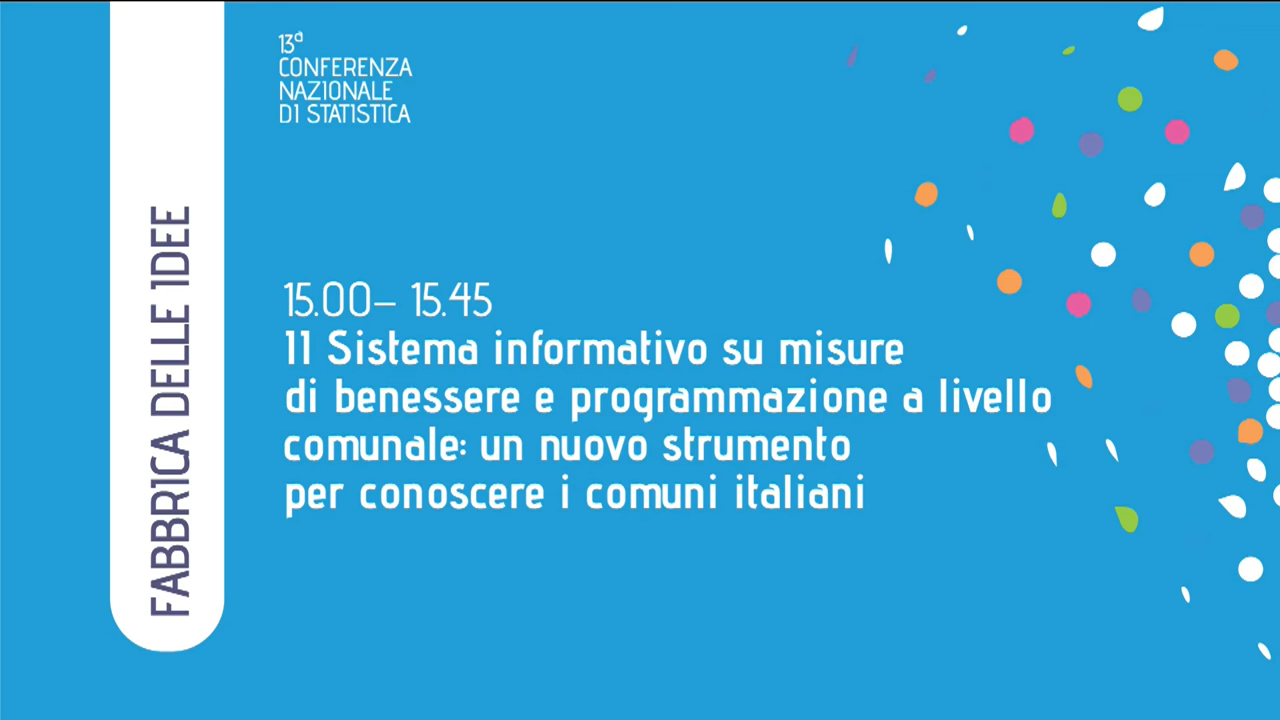 13ª
CONFERENZA
NAZIONALE
DI STATISTICA
FABBRICA DELLE IDEE
15.00– 15.45
Il Sistema informativo su misure
di benessere e programmazione a livello
comunale: un nuovo strumento
per conoscere i comuni italiani